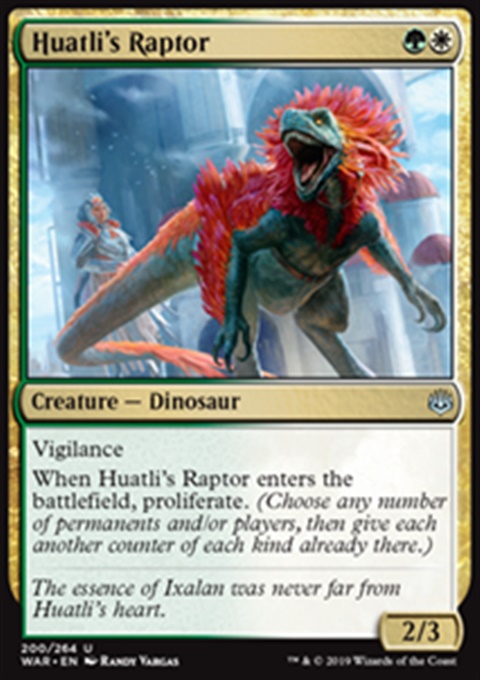 Huatli's Raptor
Creature — Dinosaur
Vigilance
When Huatli's Raptor enters the
battlefield, proliferate. (Choose any number
of permanents and/or players, then give each
another counter of each kind already there.)
The essence of Ixalan was never far from
Huatli's heart.
2/3
200/264 U
WAR • EN Randy Vargas
™ & © 2019 Wizards of the Coast